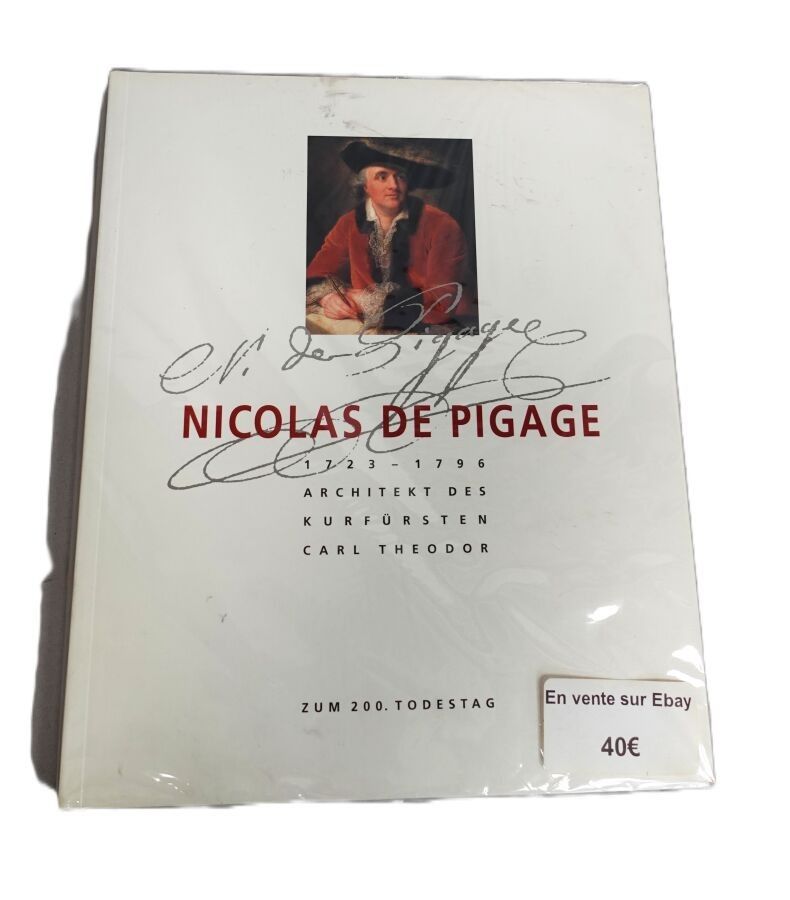 N. de Pigage
NICOLAS DE PIGAGE
1723 – 1796
ARCHITEKT DES
KURFÜRSTEN
CARL THEODOR
ZUM 200. TODESTAG
En vente sur Ebay
40€